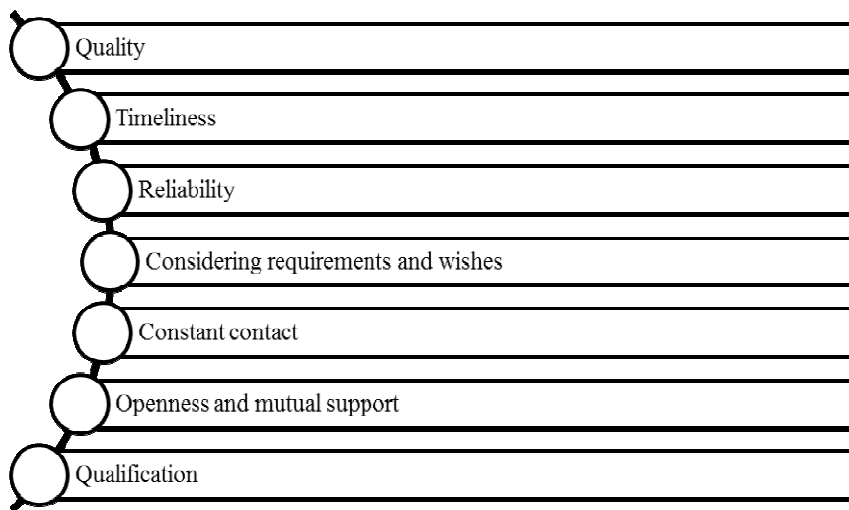 Quality
Timeliness
Reliability
Considering requirements and wishes
Constant contact
Openness and mutual support
Qualification